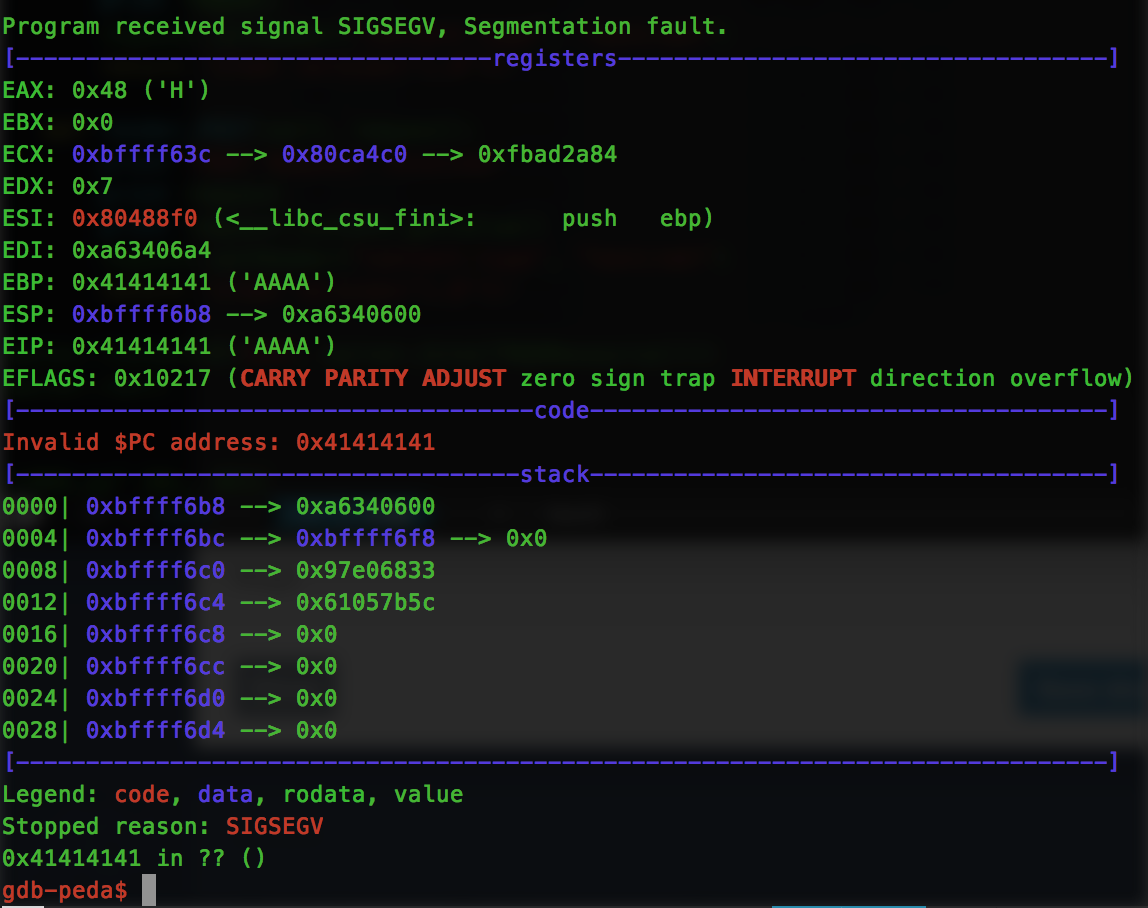 Program received signal SIGSEGV, Segmentation fault.
[----------------------------------registers-----------------------------------]
EAX: 0x48 ('H')
EBX: 0x0
ECX: 0xbffff63c --> 0x80ca4c0 --> 0xfbad2a84
EDX: 0x7
ESI: 0x80488f0 (<__libc_csu_fini>:      push   ebp)
EDI: 0xa63406a4
EBP: 0x41414141 ('AAAA')
ESP: 0xbffff6b8 --> 0xa6340600
EIP: 0x41414141 ('AAAA')
EFLAGS: 0x10217 (CARRY PARITY ADJUST zero sign trap INTERRUPT direction overflow)
[-------------------------------------code-------------------------------------]
Invalid $PC address: 0x41414141
[------------------------------------stack-------------------------------------]
0000| 0xbffff6b8 --> 0xa6340600
0004| 0xbffff6bc --> 0xbffff6f8 --> 0x0
0008| 0xbffff6c0 --> 0x97e06833
0012| 0xbffff6c4 --> 0x61057b5c
0016| 0xbffff6c8 --> 0x0
0020| 0xbffff6cc --> 0x0
0024| 0xbffff6d0 --> 0x0
0028| 0xbffff6d4 --> 0x0
[------------------------------------------------------------------------------]
Legend: code, data, rodata, value
Stopped reason: SIGSEGV
0x41414141 in ?? ()
gdb-peda$